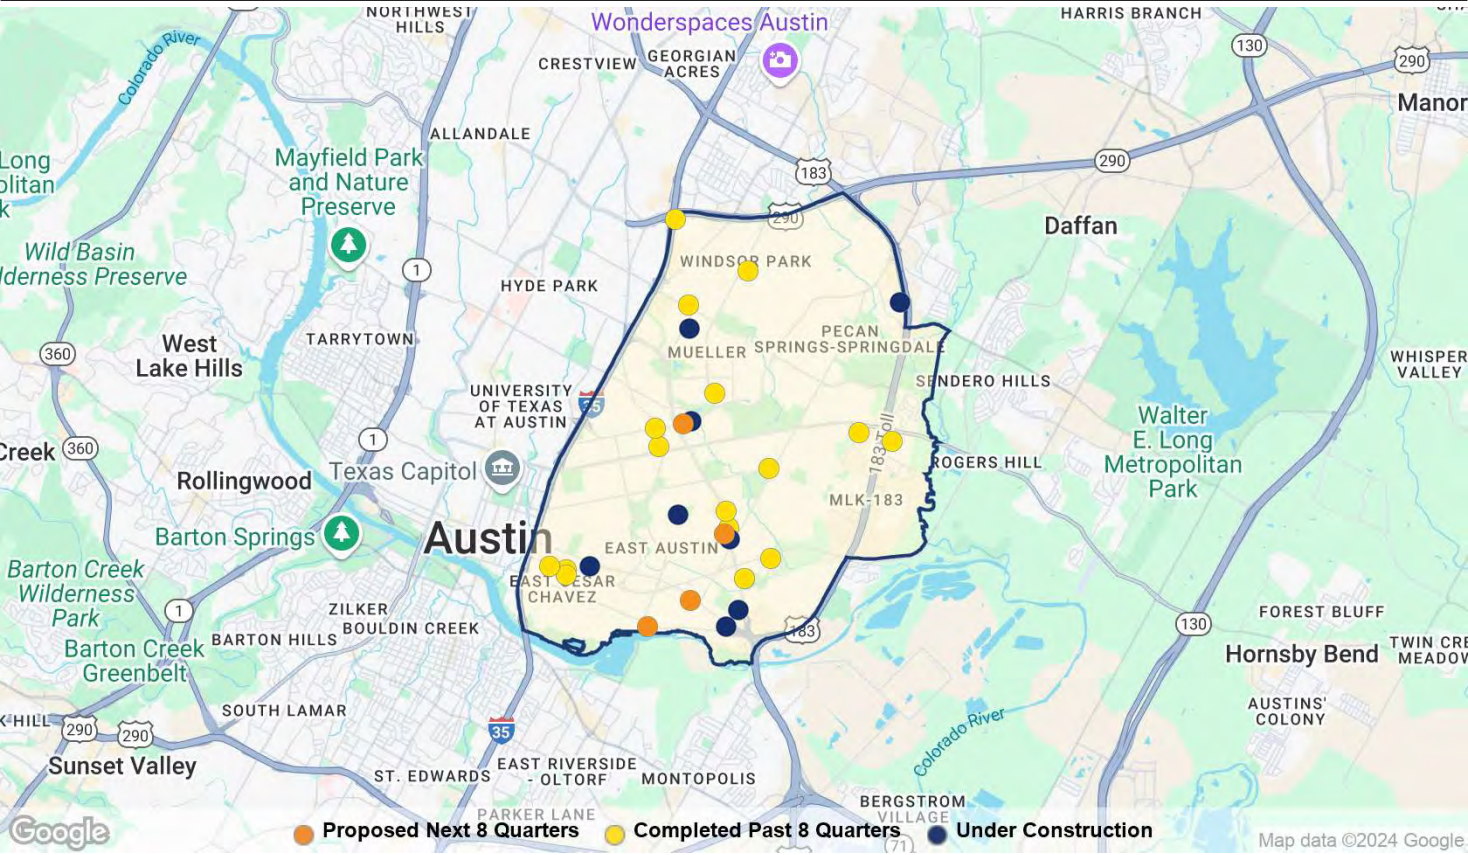 NORTHWEST
HILLS
Wonderspaces Austin
HARRIS BRANCH
CRESTVIEW
GEORGIAN
ACRES
130
290
Manor
Colorado River
ALLANDALE
Long
olitan
k
Mayfield Park
and Nature
Preserve
183
290
Daffan
290
Wild Basin
lderness Preserve
WINDSOR PARK
1
HYDE PARK
PECAN
SPRINGS-SPRINGDALE
West
Lake Hills
TARRYTOWN
MUELLER
360
WHISPER
VALLEY
UNIVERSITY
OF TEXAS
AT AUSTIN
35
SENDERO HILLS
Walter
E. Long
Metropolitan
Park
Creek
360
1
183 Toll
Rollingwood
Texas Capitol
ROGERS HILL
MLK-183
Barton Springs
Austin
EAST AUSTIN
Barton Creek
Wilderness
Park
EAST CESAR
CHAVEZ
1
ZILKER
BOULDIN CREEK
BARTON HILLS
183
130
FOREST BLUFF
Barton Creek
Greenbelt
Hornsby Bend
TWIN CRE
MEADOW
SOUTH LAMAR
AUSTINS'
COLONY
K HILL
290
290
35
Colorado River
Sunset Valley
ST. EDWARDS
EAST RIVERSIDE
- OLTORF
MONTOPOLIS
PARKER LANE
BERGSTROM
VILLAGE
71
Google
Proposed Next 8 Quarters
Completed Past 8 Quarters
Under Construction
Map data ©2024 Google